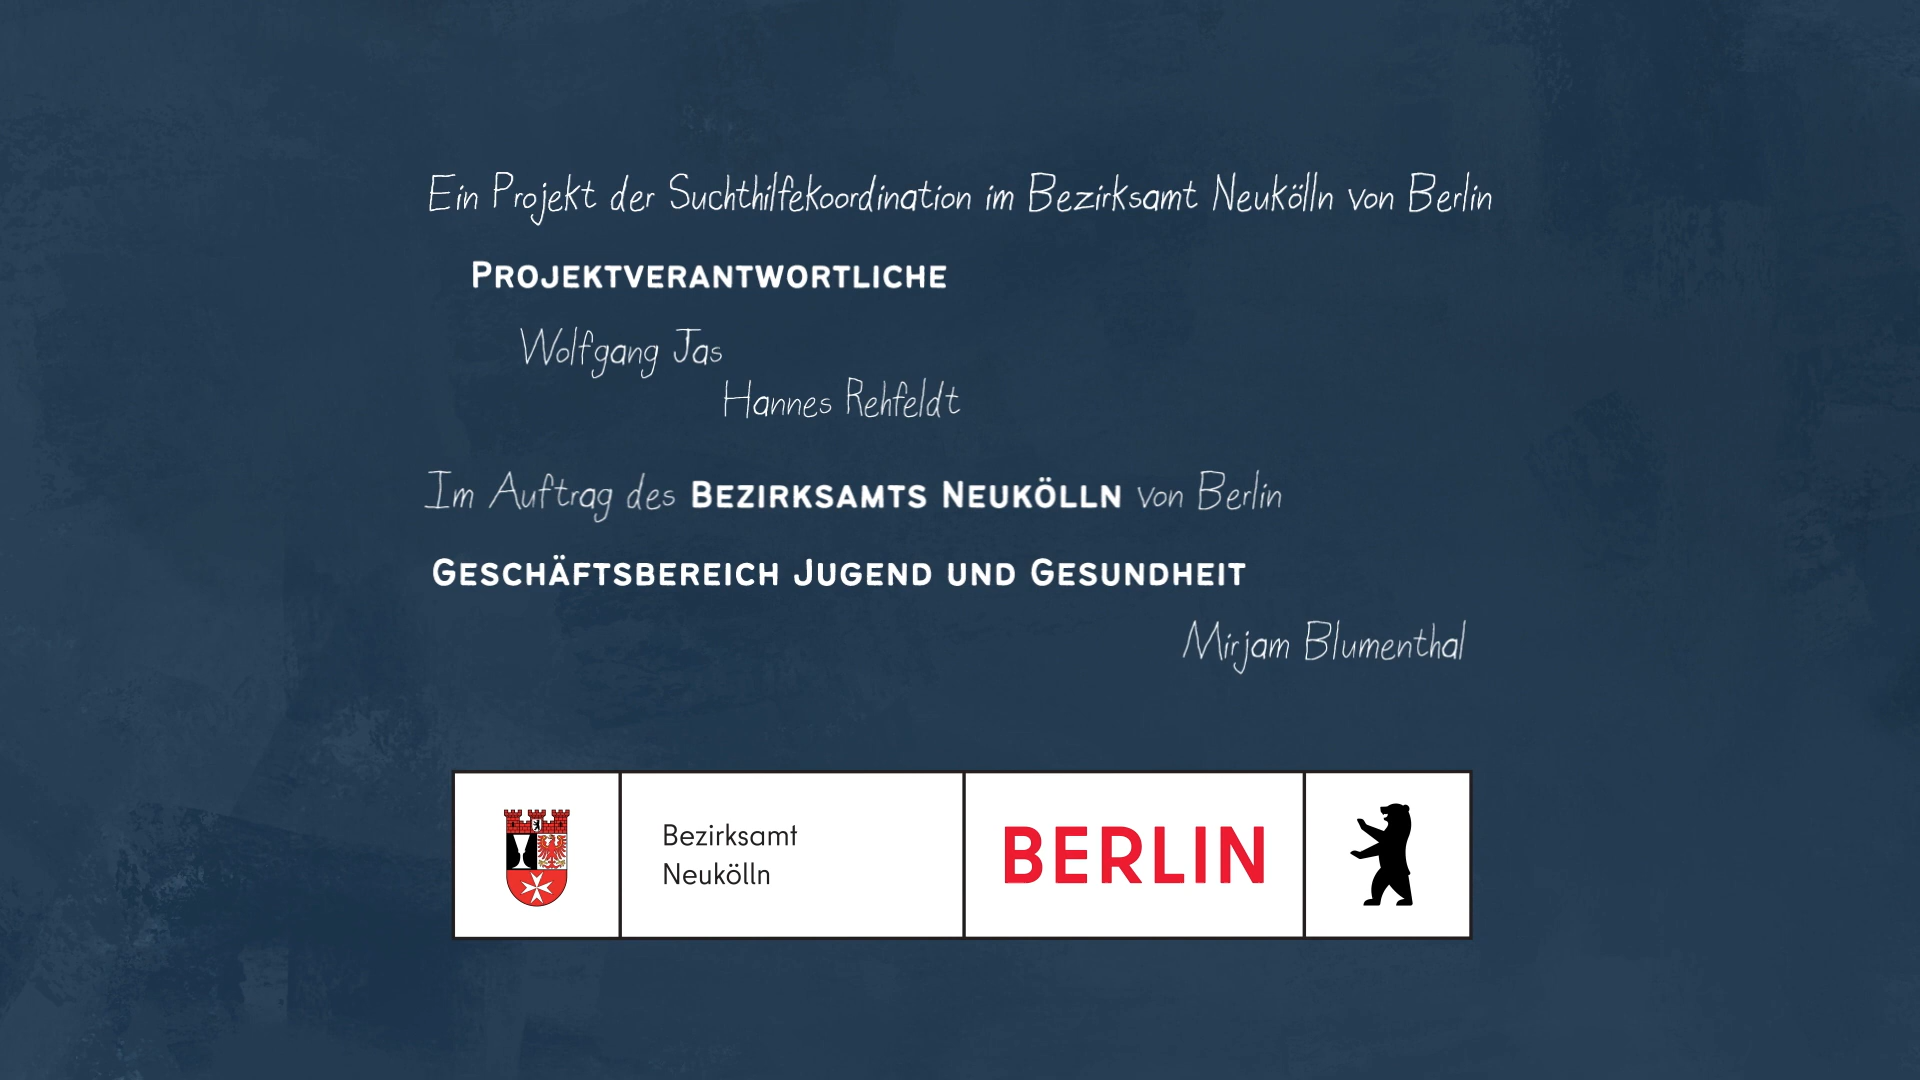 Ein Projekt der Suchthilfekoordination im Bezirksamt Neukölln von Berlin
Projektverantwortliche
Wolfgang Jas
Hannes Rehfeldt
Im Auftrag des Bezirksamts Neukölln von Berlin
Geschäftsbereich Jugend und Gesundheit
Mirjam Blumenthal
Bezirksamt
Neukölln
BERLIN